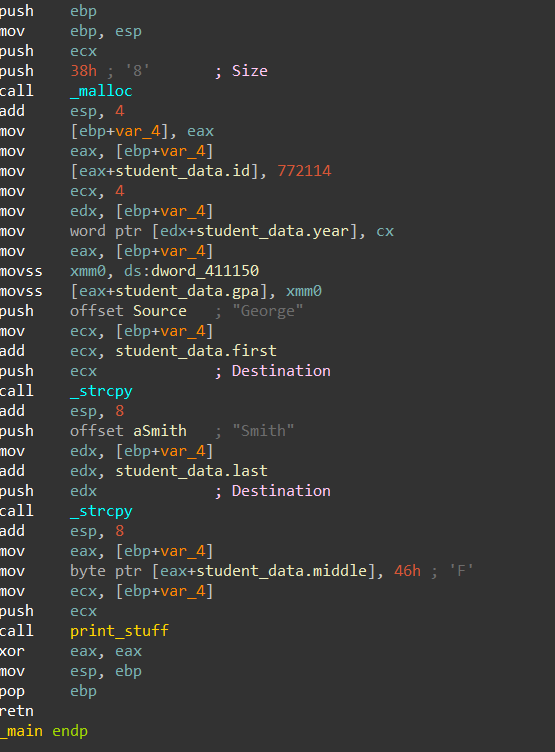 push    ebp
mov     ebp, esp
push    ecx
push    38h ; '8'       ; Size
call    _malloc
add     esp, 4
mov     [ebp+var_4], eax
mov     eax, [ebp+var_4]
mov     [eax+student_data.id], 772114
mov     ecx, 4
mov     edx, [ebp+var_4]
mov     word ptr [edx+student_data.year], cx
mov     eax, [ebp+var_4]
movss   xmm0, ds:dword_411150
movss   [eax+student_data.gpa], xmm0
push    offset Source   ; "George"
mov     ecx, [ebp+var_4]
add     ecx, student_data.first
push    ecx             ; Destination
call    _strcpy
add     esp, 8
push    offset aSmith   ; "Smith"
mov     edx, [ebp+var_4]
add     edx, student_data.last
push    edx             ; Destination
call    _strcpy
add     esp, 8
mov     eax, [ebp+var_4]
mov     byte ptr [eax+student_data.middle], 46h ; 'F'
mov     ecx, [ebp+var_4]
push    ecx
call    print_stuff
xor     eax, eax
mov     esp, ebp
pop     ebp
retn
_main endp